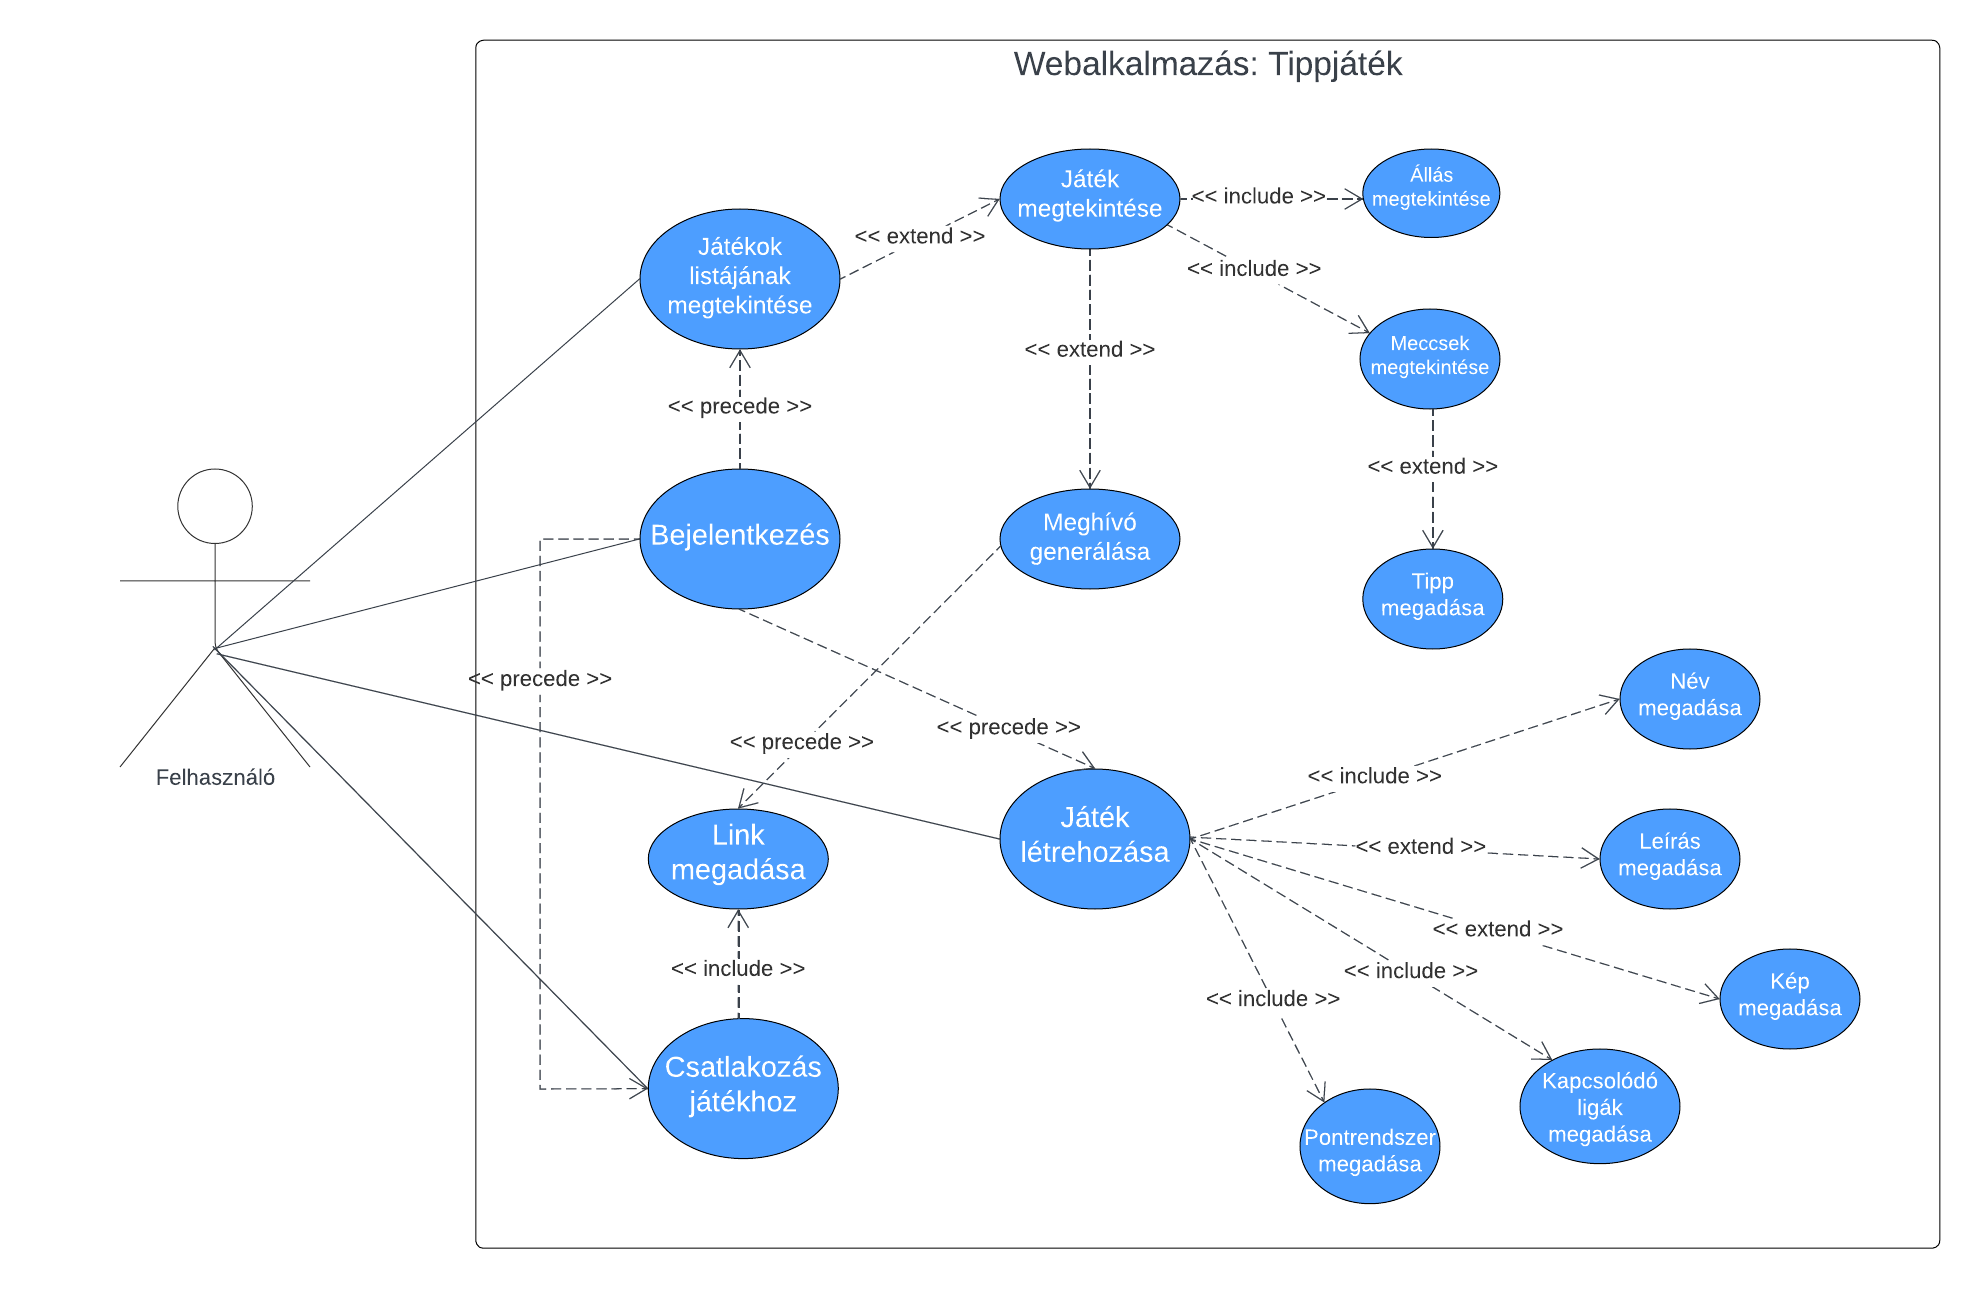 Webalkalmazás: Tippjáték
Játék
megtekintése
<< include >>
Állás
megtekintése
<< extend >>
Játékok
listájának
megtekintése
<< include >>
Meccsek
megtekintése
<< extend >>
<< precede >>
<< extend >>
Bejelentkezés
Meghívó
generálása
Tipp
megadása
<< precede >>
Felhasználó
<< precede >>
<< precede >>
Név
megadása
<< include >>
Link
megadása
Játék
létrehozása
<< extend >>
Leírás
megadása
<< extend >>
<< include >>
<< include >>
<< include >>
Kép
megadása
Csatlakozás
játékhoz
Kapcsolódó
ligák
megadása
Pontrendszer
megadása